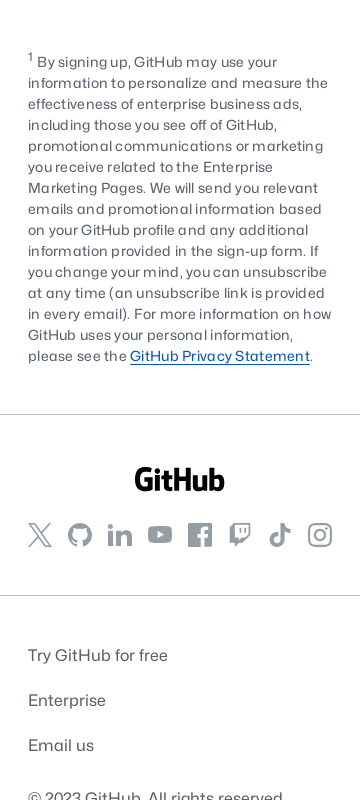 1 By signing up, GitHub may use your
information to personalize and measure the
effectiveness of enterprise business ads,
including those you see off of GitHub,
promotional communications or marketing
you receive related to the Enterprise
Marketing Pages. We will send you relevant
emails and promotional information based
on your GitHub profile and any additional
information provided in the sign-up form. If
you change your mind, you can unsubscribe
at any time (an unsubscribe link is provided
in every email). For more information on how
GitHub uses your personal information,
please see the GitHub Privacy Statement.
GitHub
Try GitHub for free
Enterprise
Email us
© 2023 GitHub. All rights reserved